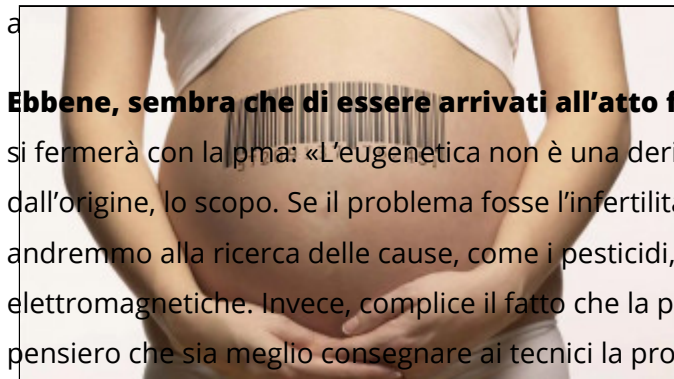 a
Ebbene, sembra che di essere arrivati all’atto f
si fermerà con la pma: «L’eugenetica non è una deri
dall’origine, lo scopo. Se il problema fosse l’infertilità
andremmo alla ricerca delle cause, come i pesticidi,
elettromagnetiche. Invece, complice il fatto che la p
pensiero che sia meglio consegnare ai tecnici la pro